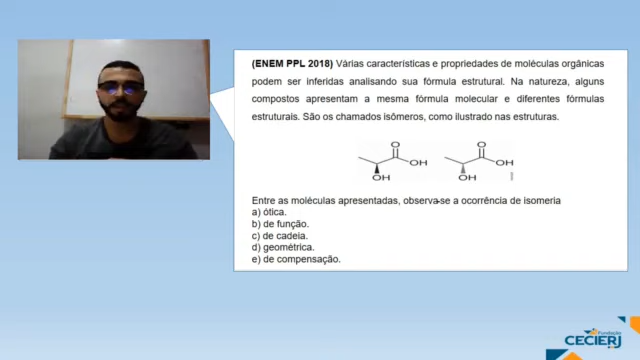 (ENEM PPL 2018) Várias características e propriedades de moléculas orgânicas
podem ser inferidas analisando sua fórmula estrutural. Na natureza, alguns
compostos apresentam a mesma fórmula molecular e diferentes fórmulas
estruturais. São os chamados isômeros, como ilustrado nas estruturas.
O O
OH OH
OH OH
Entre as moléculas apresentadas, observa-se a ocorrência de isomeria
a) ótica.
b) de função.
c) de cadeia.
d) geométrica.
e) de compensação.
Fundação
CECIERJ